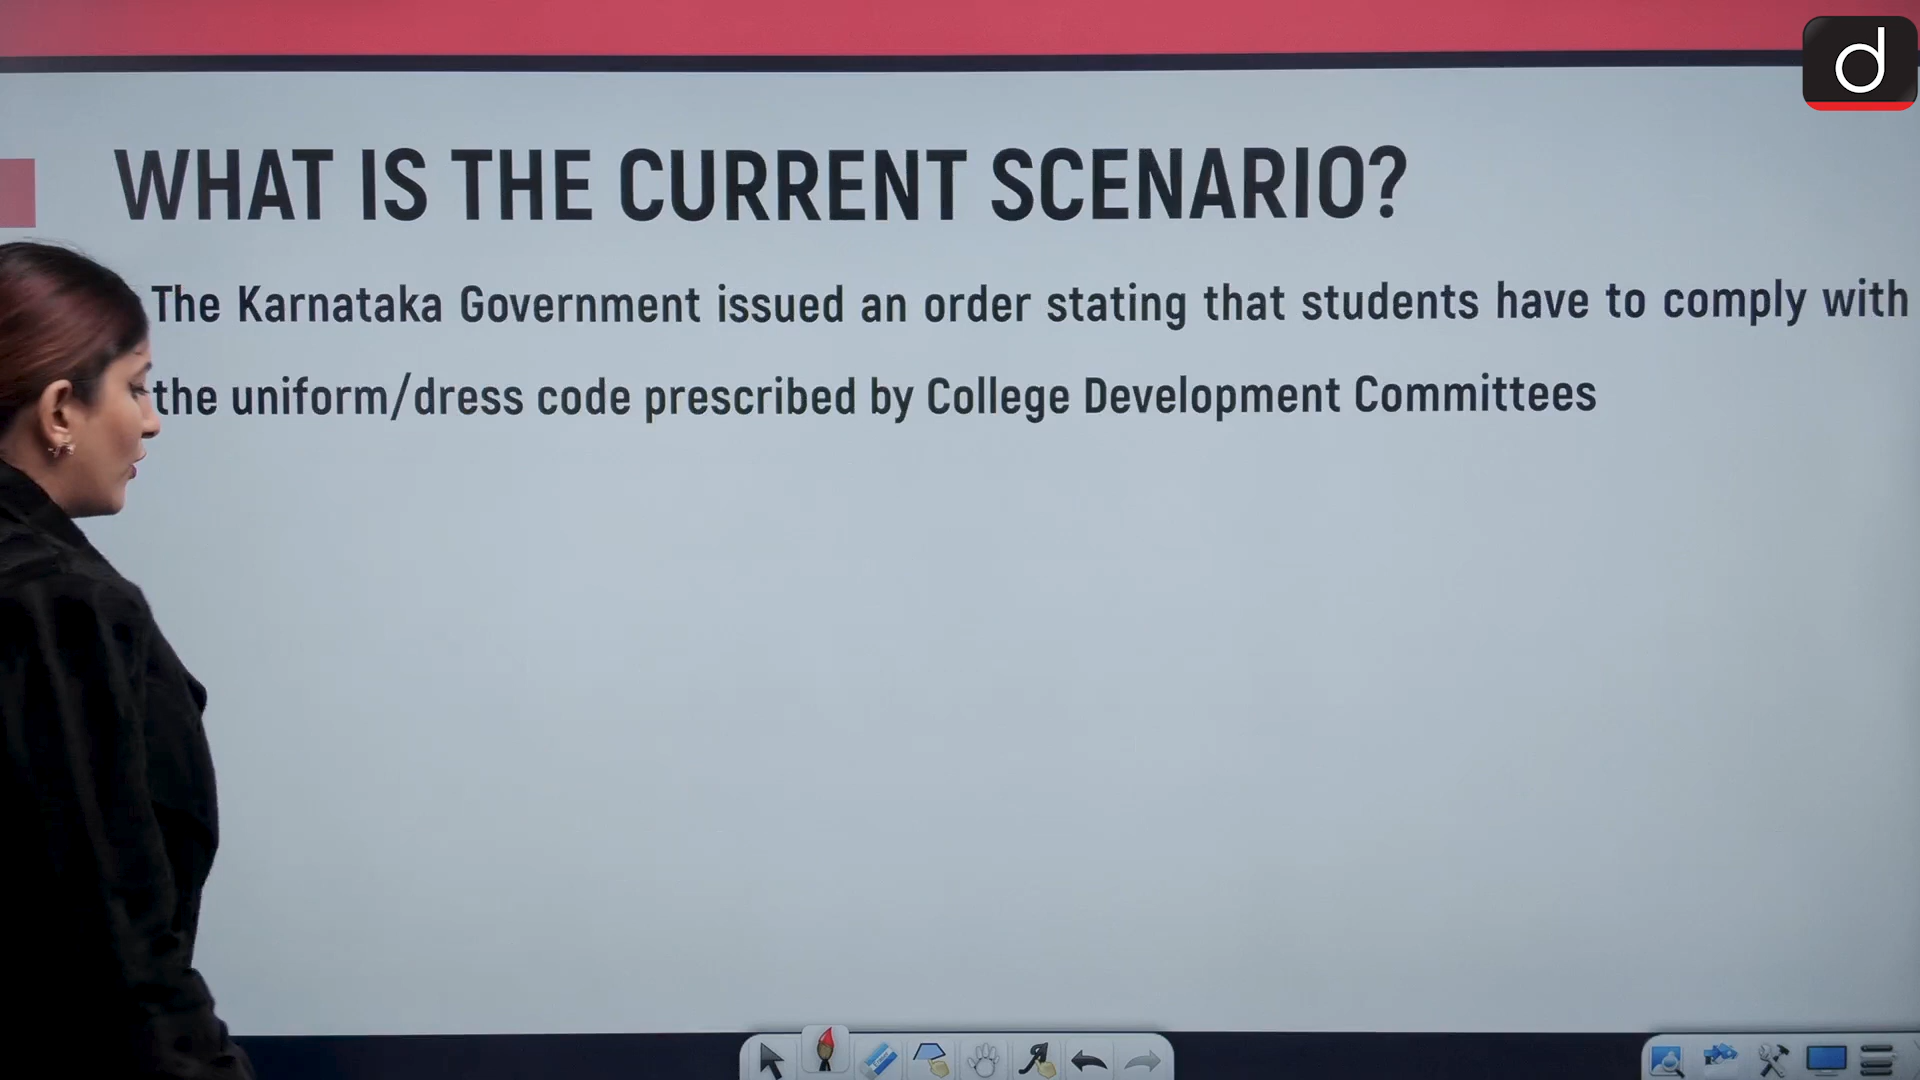 d
WHAT IS THE CURRENT SCENARIO?
The Karnataka Government issued an order stating that students have to comply with
the uniform/dress code prescribed by College Development Committees